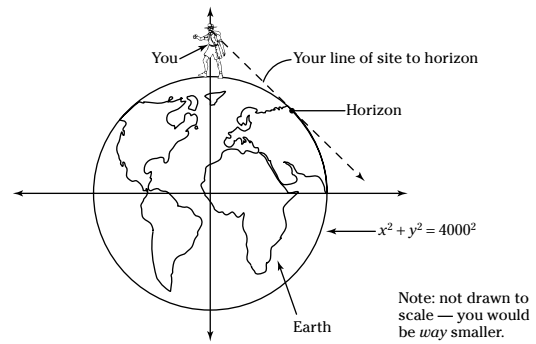 You
Your line of site to horizon
Horizon
x² + y² = 4000²
Earth
Note: not drawn to
scale — you would
be way smaller.